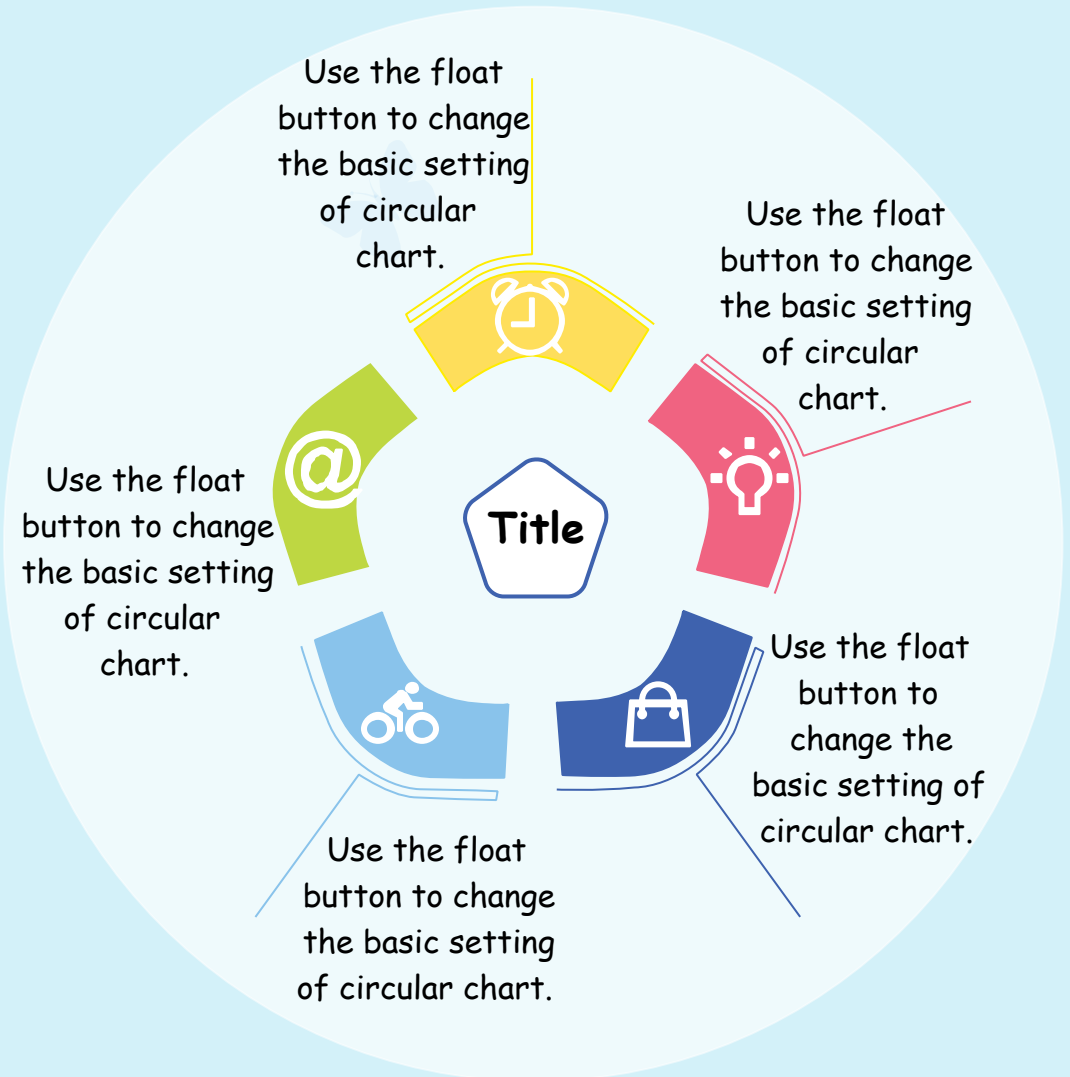 Use the float
button to change
the basic setting
of circular
chart.
Use the float
button to change
the basic setting
of circular
chart.
Use the float
button to change
the basic setting
of circular
chart.
Title
@
Use the float
button to
change the
basic setting of
circular chart.
Use the float
button to change
the basic setting
of circular chart.